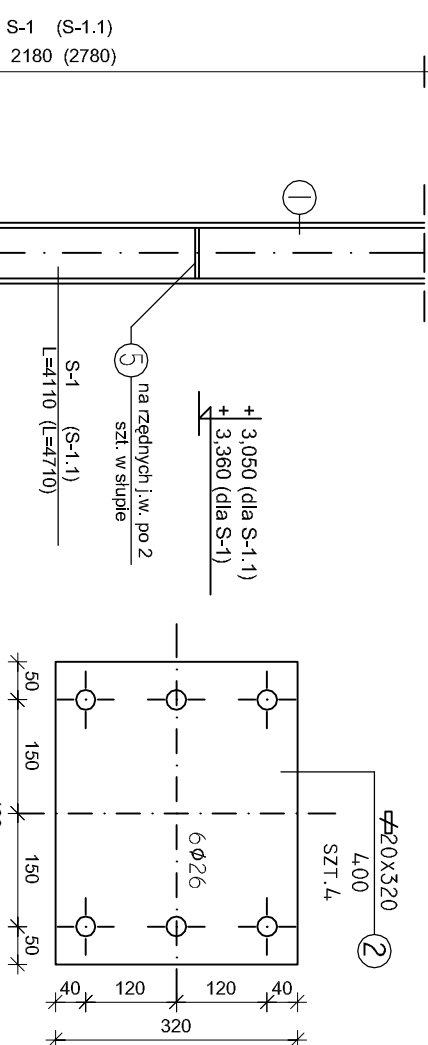 S-1 (S-1.1)
2180 (2780)
1
5
na rzędnych j.w. po 2
szt. w słupie
S-1 (S-1.1)
L=4110 (L=4710)
+ 3,050 (dla S-1.1)
+ 3,360 (dla S-1)
20x320
400
SZT.4
2
6Ø26
50
150
150
50
40
120
120
40
320